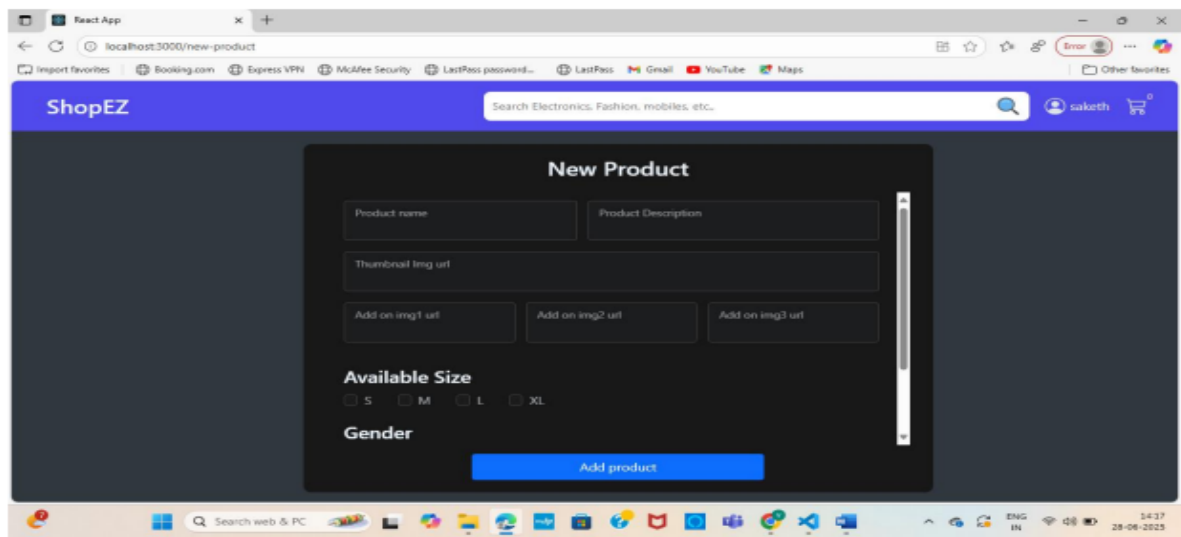 React App
localhost:3000/new-product
Error
Import favorites Booking.com Express VPN McAfee Security LastPass password... LastPass Gmail YouTube Maps Other favorites
ShopEZ Search Electronics, Fashion, mobiles, etc., saketh 0
New Product
Product name Product Description
Thumbnail Img url
Add on img1 url Add on img2 url Add on img3 url
Available Size
S M L XL
Gender
Add product
Search web & PC ENG 14:37
IN 28-06-2025